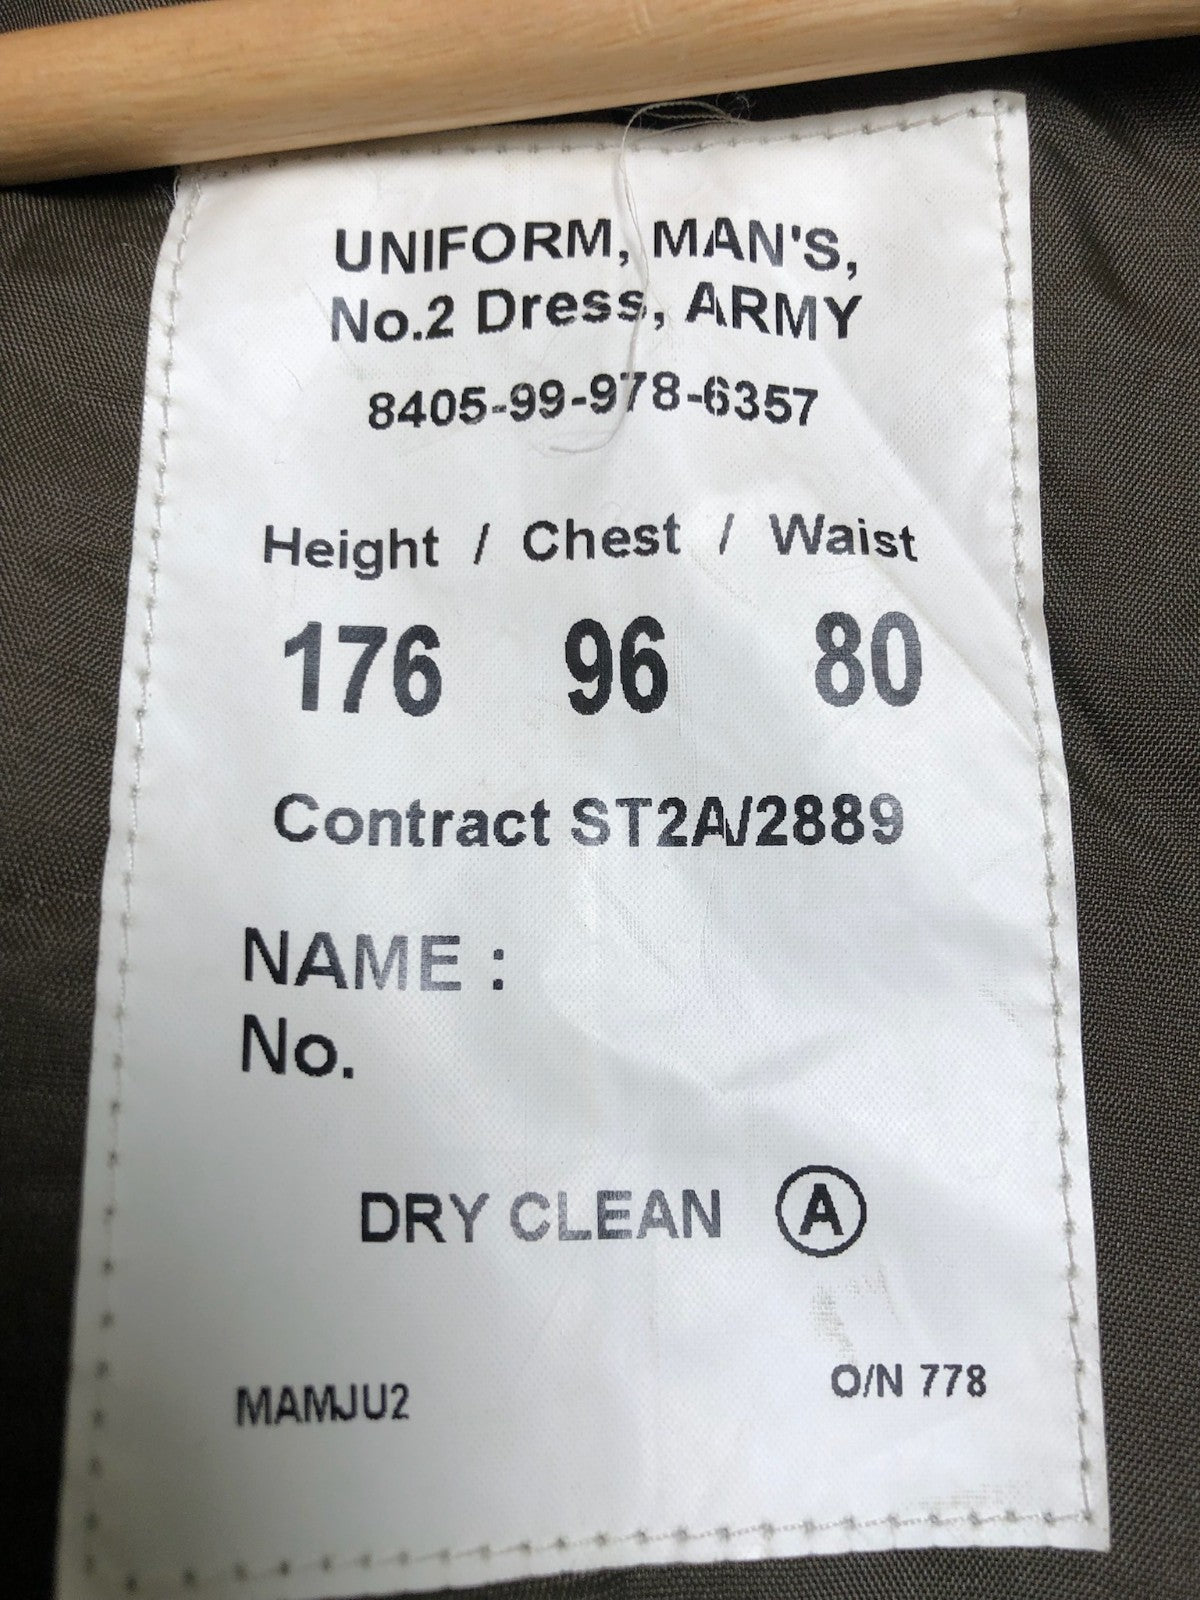 UNIFORM, MAN'S,
No.2 Dress, ARMY
8405-99-978-6357
Height / Chest / Waist
176 96 80
Contract ST2A/2889
NAME :
No.
DRY CLEAN Ⓐ
MAMJU2
O/N 778